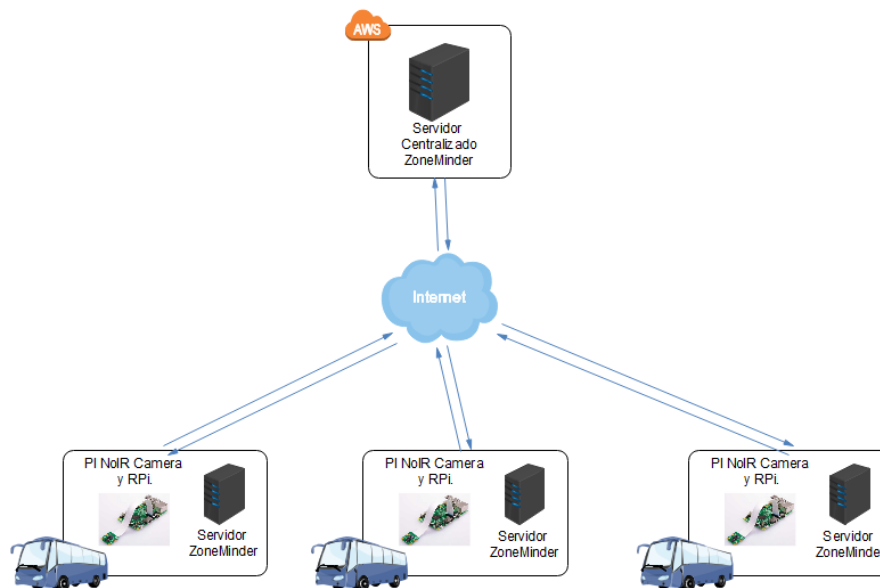 AWS
Servidor
Centralizado
ZoneMinder
Internet
PI NoIR Camera
y RPi.
Servidor
ZoneMinder
PI NoIR Camera
y RPi.
Servidor
ZoneMinder
PI NoIR Camera
y RPi.
Servidor
ZoneMinder